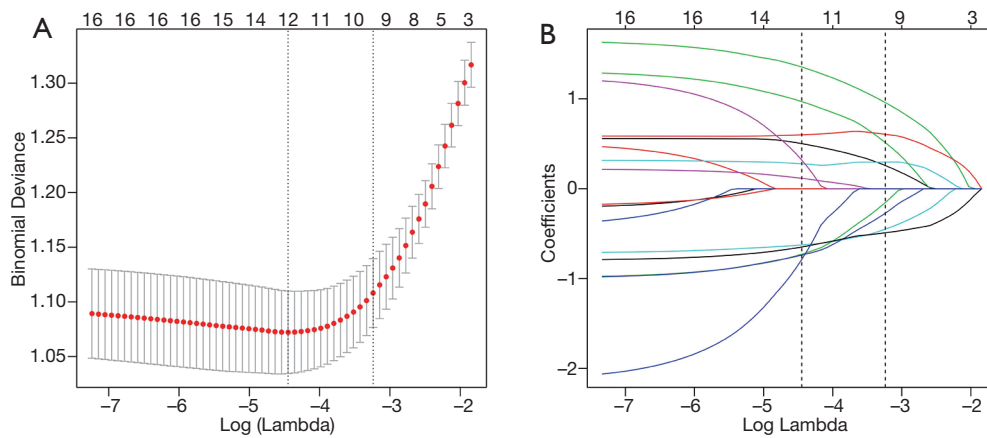 A
16 16 16 16 15 14 12 11 10 9 8 5 3
Binomial Deviance
1.30
1.25
1.20
1.15
1.10
1.05
−7 −6 −5 −4 −3 −2
Log (Lambda)
B
16 16 14 11 9 3
Coefficients
1
0
−1
−2
−7 −6 −5 −4 −3 −2
Log Lambda